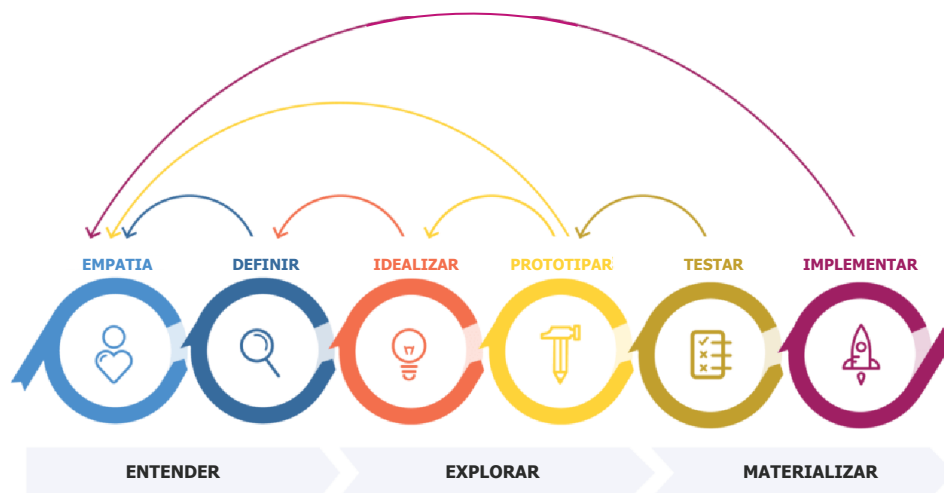 EMPATIA
DEFINIR
IDEALIZAR
PROTOTIPAR
TESTAR
IMPLEMENTAR
ENTENDER
EXPLORAR
MATERIALIZAR